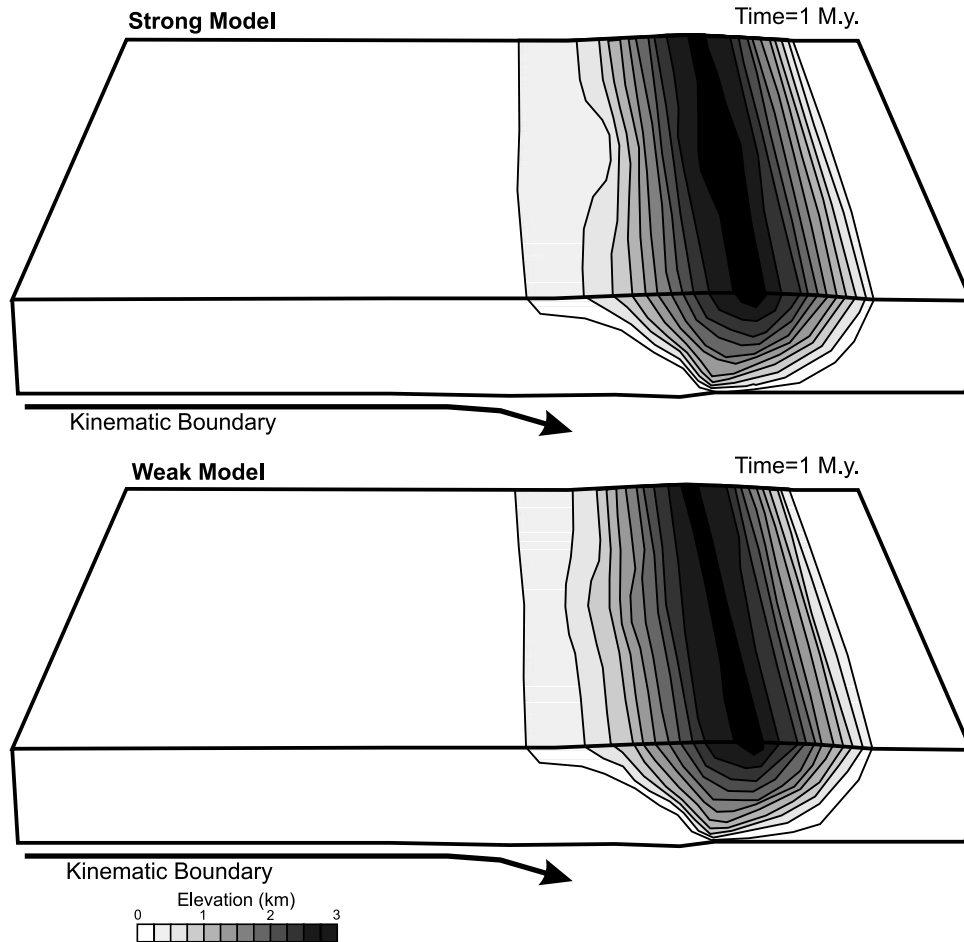 Strong Model
Time=1 M.y.
Kinematic Boundary
Weak Model
Time=1 M.y.
Kinematic Boundary
Elevation (km)
0 1 2 3